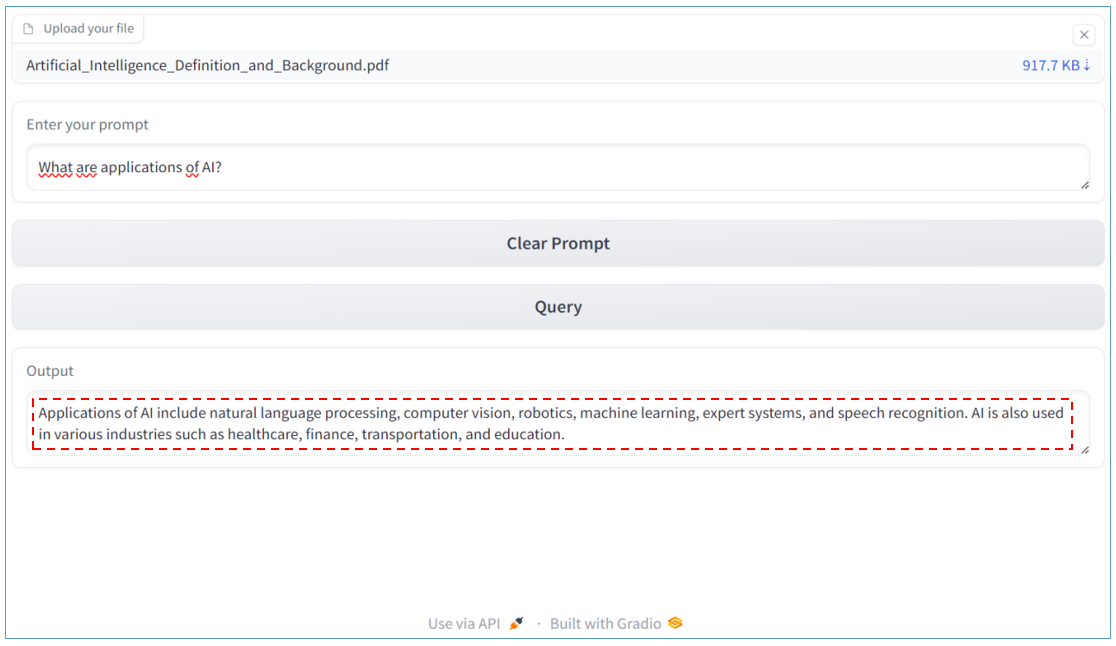 Upload your file
Artificial_Intelligence_Definition_and_Background.pdf 917.7 KB ↓
Enter your prompt
What are applications of AI?
Clear Prompt
Query
Output
Applications of AI include natural language processing, computer vision, robotics, machine learning, expert systems, and speech recognition. AI is also used
in various industries such as healthcare, finance, transportation, and education.
Use via API · Built with Gradio